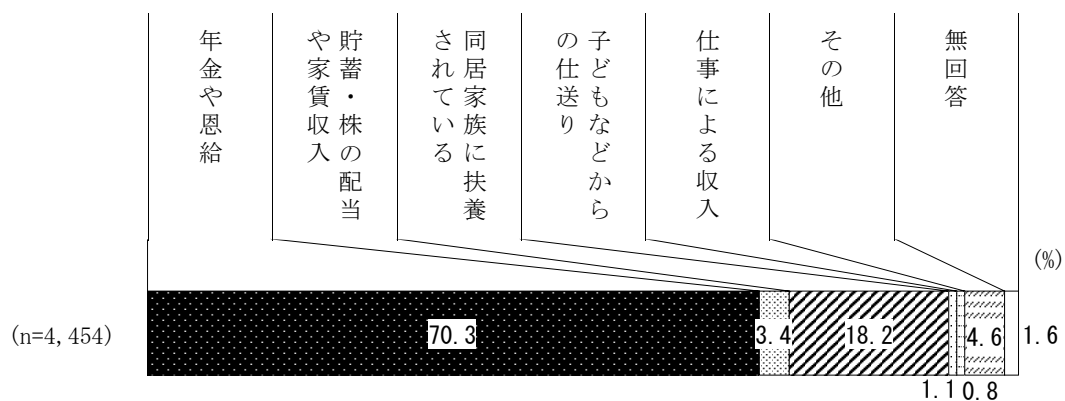 年金や恩給
貯蓄・株の配当
や家賃収入
同居家族に扶養
されている
子どもなどから
の仕送り
仕事による収入
その他
無回答
(%)
(n=4,454)
70.3
3.4
18.2
4.6
1.6
1.1
0.8